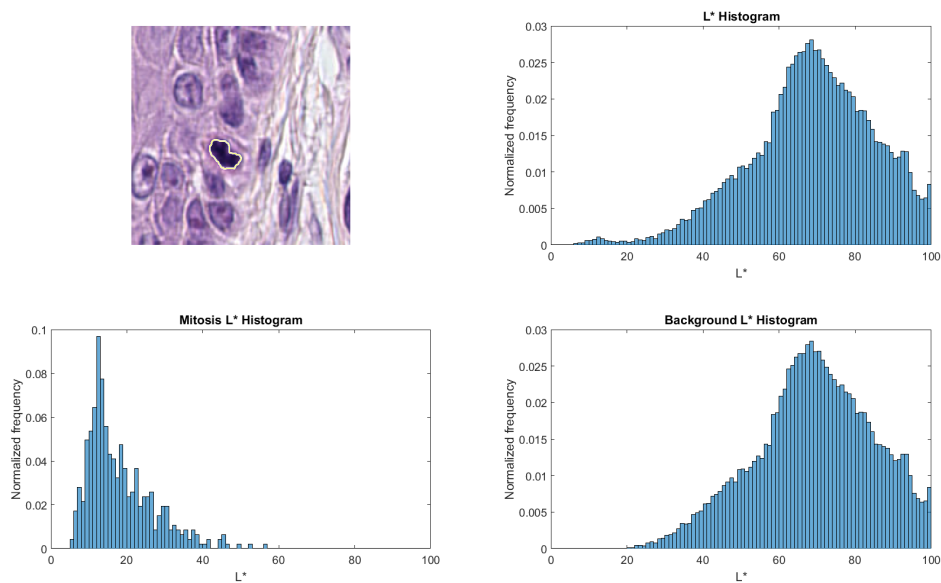 L* Histogram
Normalized frequency
0.03
0.025
0.02
0.015
0.01
0.005
0
0 20 40 60 80 100
L*
Mitosis L* Histogram
Normalized frequency
0.1
0.08
0.06
0.04
0.02
0
0 20 40 60 80 100
L*
Background L* Histogram
Normalized frequency
0.03
0.025
0.02
0.015
0.01
0.005
0
0 20 40 60 80 100
L*